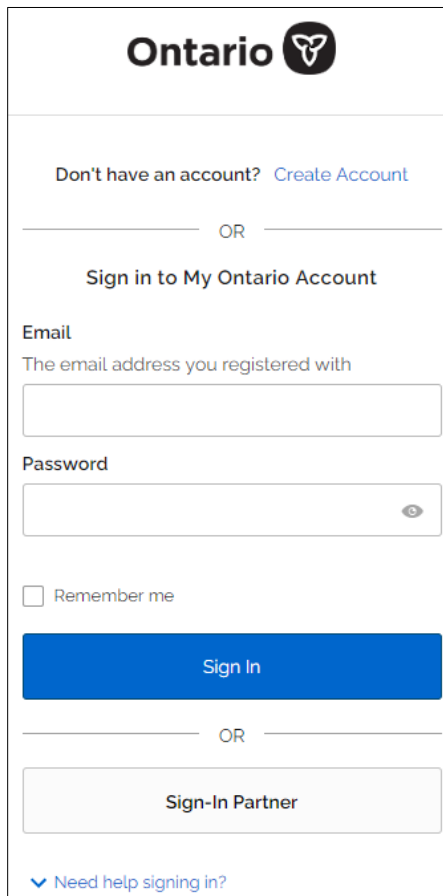 Ontario
Don't have an account? Create Account
OR
Sign in to My Ontario Account
Email
The email address you registered with
Password
Remember me
Sign In
OR
Sign-In Partner
Need help signing in?